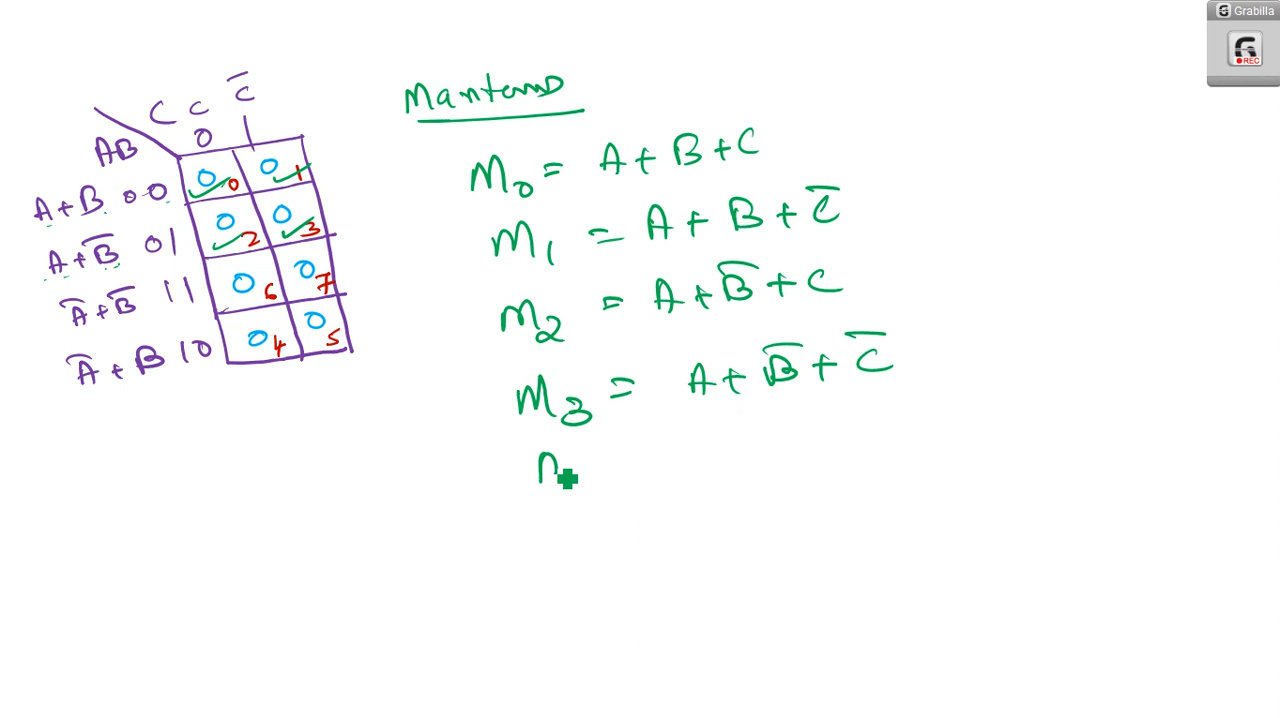 Grabilla
REC
C C C̅
AB 0 1
A+B 00 0 0 0 1
A+B̅ 01 0 2 0 3
A̅+B̅ 11 0 6 0 7
A̅+B 10 0 4 0 5
M₀ = A+B+C
M₁ = A+B+C̅
M₂ = A+B̅+C
M₃ = A+B̅+C̅